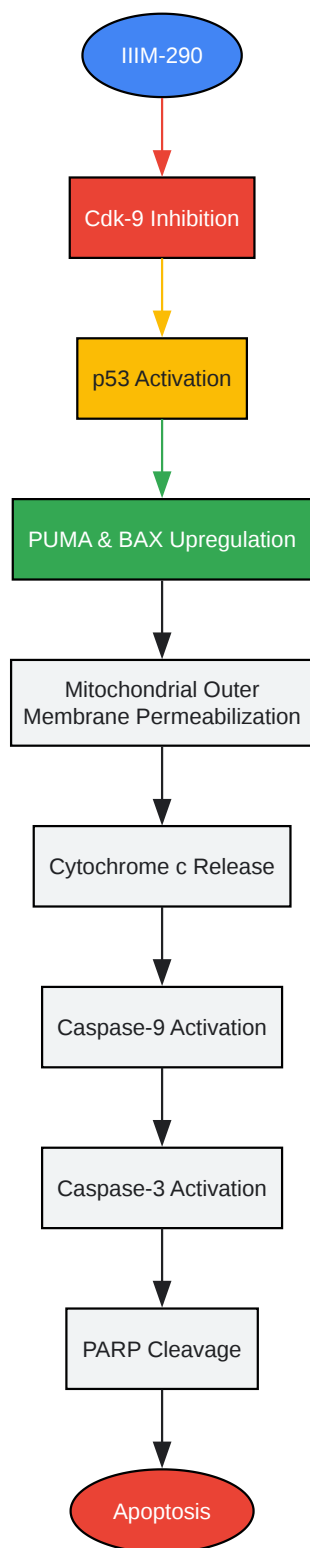 IIIM-290
Cdk-9 Inhibition
p53 Activation
PUMA & BAX Upregulation
Mitochondrial Outer
Membrane Permeabilization
Cytochrome c Release
Caspase-9 Activation
Caspase-3 Activation
PARP Cleavage
Apoptosis